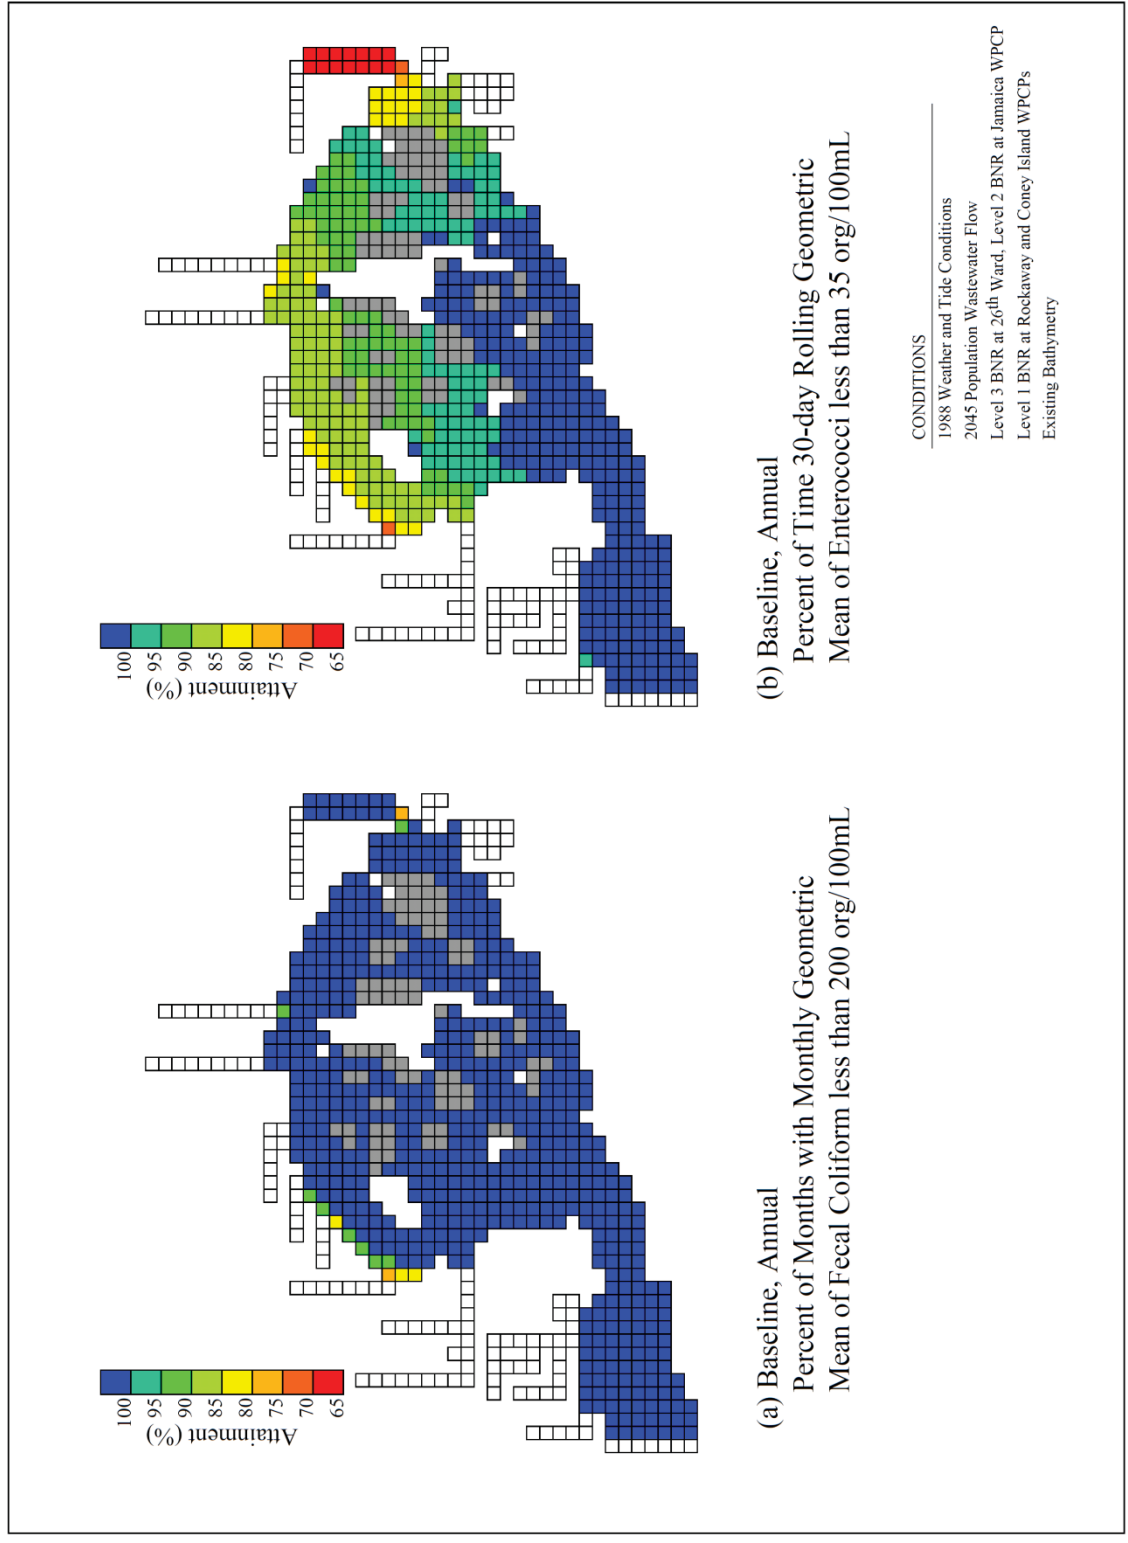 100
95
90
85
80
75
70
65
Attainment (%)
(a) Baseline, Annual
Percent of Months with Monthly Geometric
Mean of Fecal Coliform less than 200 org/100mL
100
95
90
85
80
75
70
65
Attainment (%)
(b) Baseline, Annual
Percent of Time 30-day Rolling Geometric
Mean of Enterococci less than 35 org/100mL
CONDITIONS
1988 Weather and Tide Conditions
2045 Population Wastewater Flow
Level 3 BNR at 26th Ward, Level 2 BNR at Jamaica WPCP
Level 1 BNR at Rockaway and Coney Island WPCPs
Existing Bathymetry